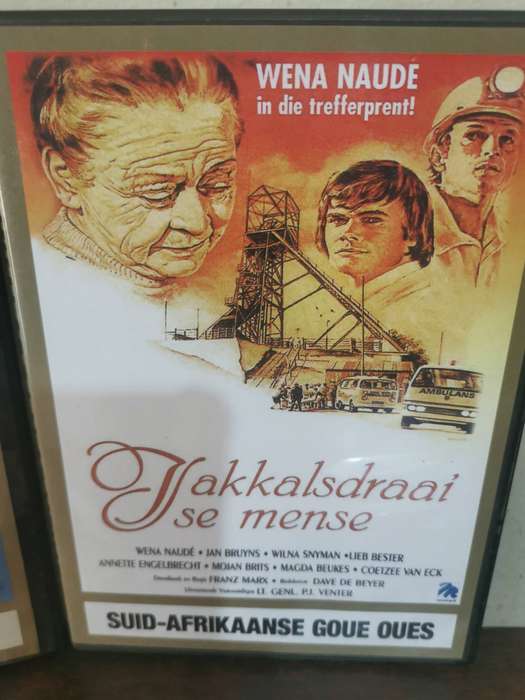 WENA NAUDÉ
in die trefferprent!
AMBULANS
Jakkalsdraai
se mense
WENA NAUDÉ • JAN BRUYNS • WILNA SNYMAN • LIEB BESTER
ANNETTE ENGELBRECHT • MOJAN BRITS • MAGDA BEUKES • COETZEE VAN ECK
Draaiboek en Regie FRANZ MARX • Redakteur DAVE DE BEYER
Uitvoerende Vervaardiger LT. GENL. P.J. VENTER
SUID-AFRIKAANSE GOUE OUES